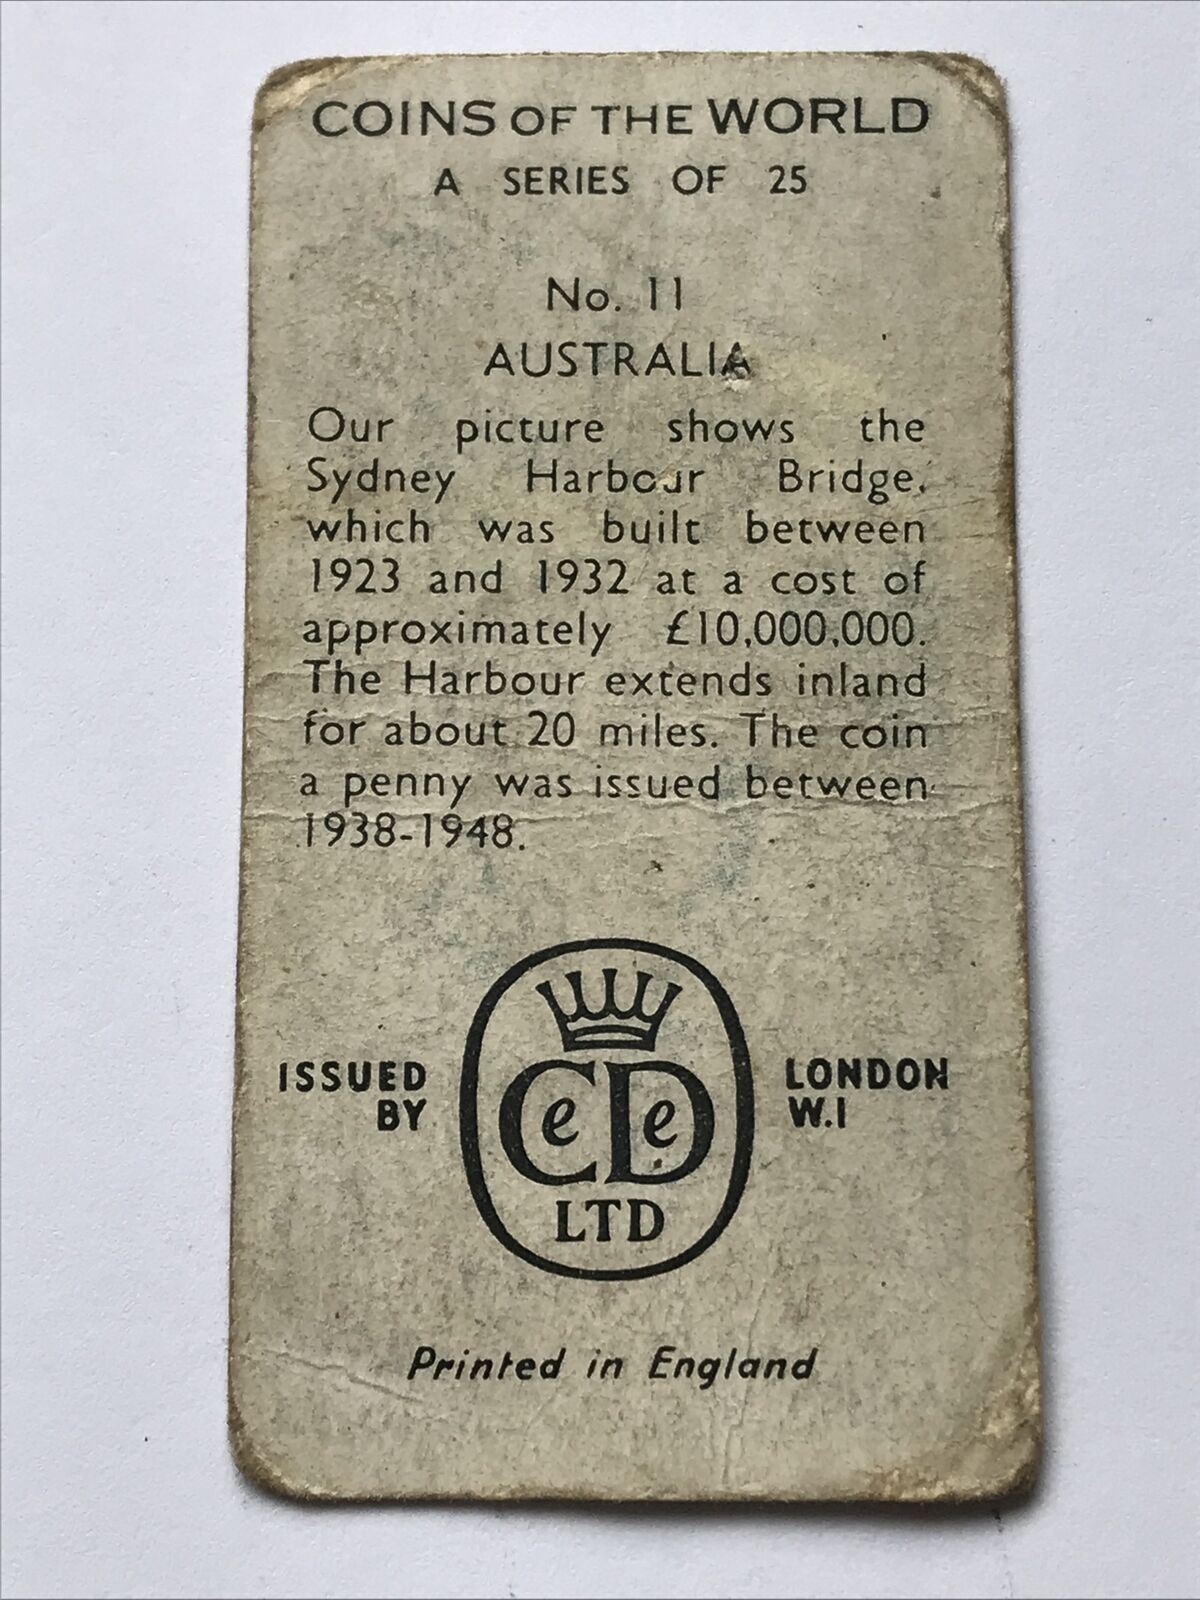 COINS OF THE WORLD
A SERIES OF 25
No. 11
AUSTRALIA
Our picture shows the
Sydney Harbour Bridge,
which was built between
1923 and 1932 at a cost of
approximately £10,000,000.
The Harbour extends inland
for about 20 miles. The coin
a penny was issued between
1938-1948.
ISSUED
BY
CeDe
LTD
LONDON
W.1
Printed in England